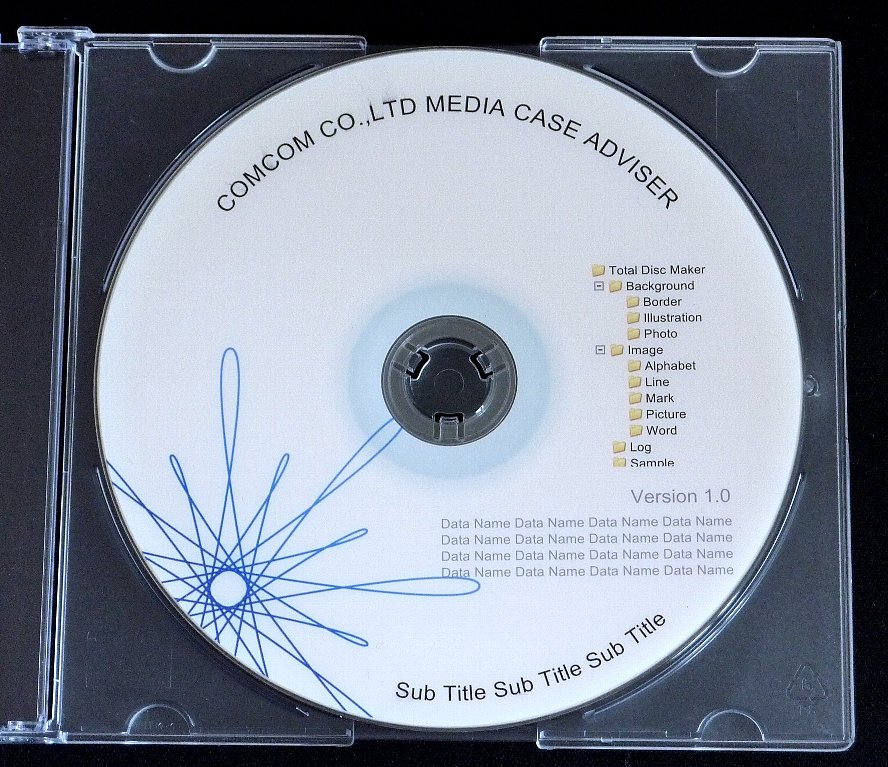 COMCOM CO.,LTD MEDIA CASE ADVISER
Total Disc Maker
Background
Border
Illustration
Photo
Image
Alphabet
Line
Mark
Picture
Word
Log
Sample
Version 1.0
Data Name Data Name Data Name Data Name
Data Name Data Name Data Name Data Name
Data Name Data Name Data Name Data Name
Data Name Data Name Data Name Data Name
Sub Title Sub Title Sub Title